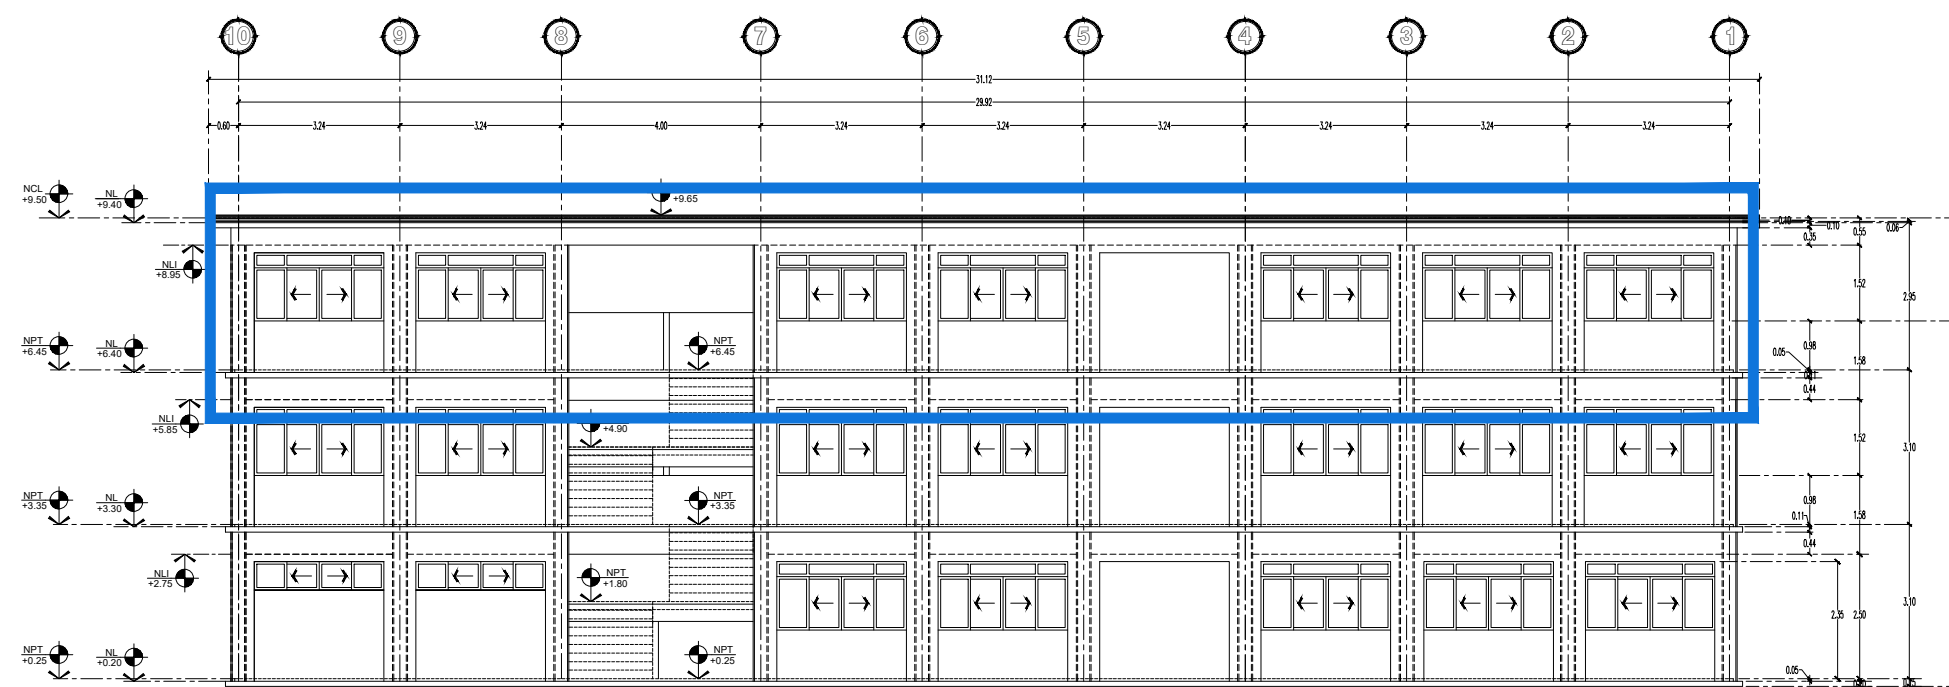 10 9 8 7 6 5 4 3 2 1
31.12
29.92
0.60 3.24 3.24 4.00 3.24 3.24 3.24 3.24 3.24 3.24
NCL
+9.50
NL
+9.40
+9.65
0.10
0.10
0.06
0.35
0.55
NLI
+8.95
1.52
2.95
NPT
+6.45
NL
+6.40
NPT
+6.45
0.98
0.05
1.58
0.44
NLI
+5.85
+4.90
1.52
3.10
NPT
+3.35
NL
+3.30
NPT
+3.35
0.98
0.11
1.58
0.44
NLI
+2.75
NPT
+1.80
2.35
2.50
3.10
NPT
+0.25
NL
+0.20
NPT
+0.25
0.05